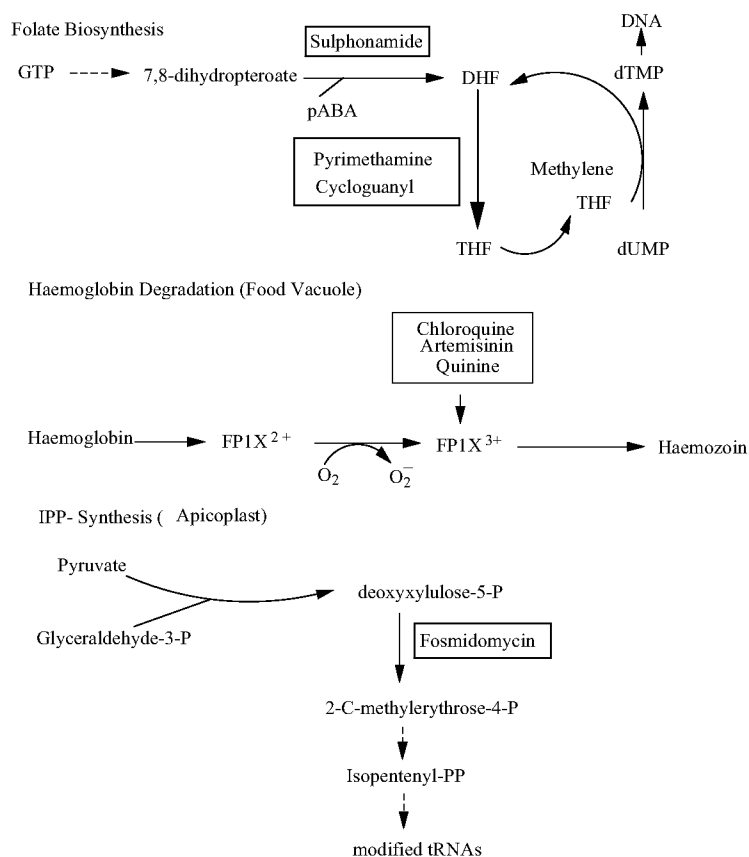 Folate Biosynthesis
DNA
Sulphonamide
GTP
7,8-dihydropteroate
DHF
dTMP
pABA
Pyrimethamine
Cycloguanyl
Methylene
THF
THF
dUMP
Haemoglobin Degradation (Food Vacuole)
Chloroquine
Artemisinin
Quinine
Haemoglobin
FP1X 2 +
FP1X 3+
Haemozoin
O2
O2−
IPP- Synthesis ( Apicoplast)
Pyruvate
deoxyxylulose-5-P
Glyceraldehyde-3-P
Fosmidomycin
2-C-methylerythrose-4-P
Isopentenyl-PP
modified tRNAs